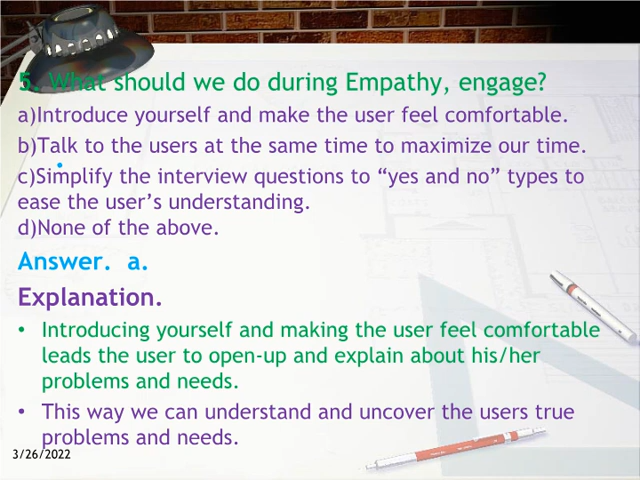 5. What should we do during Empathy, engage?
a)Introduce yourself and make the user feel comfortable.
b)Talk to the users at the same time to maximize our time.
c)Simplify the interview questions to “yes and no” types to
ease the user’s understanding.
d)None of the above.
Answer. a.
Explanation.
• Introducing yourself and making the user feel comfortable
leads the user to open-up and explain about his/her
problems and needs.
• This way we can understand and uncover the users true
problems and needs.
3/26/2022